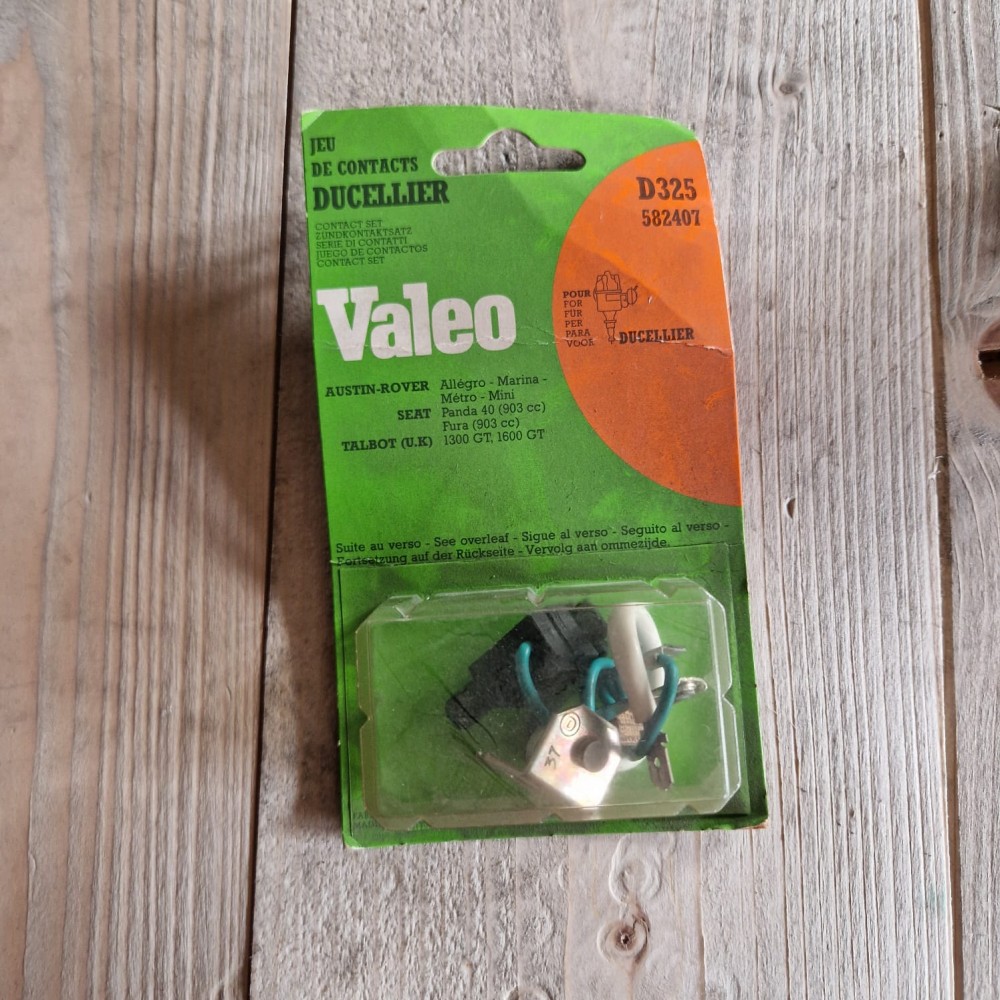 JEU
DE CONTACTS
DUCELLIER
CONTACT SET
ZUNDKONTAKTSATZ
SERIE DI CONTATTI
JUEGO DE CONTACTOS
CONTACT SET
D325
582407
POUR
FOR
FÜR
PER
PARA
VOOR
DUCELLIER
Valeo
AUSTIN-ROVER Allégro - Marina -
Métro - Mini
SEAT Panda 40 (903 cc)
Fura (903 cc)
TALBOT (U.K) 1300 GT, 1600 GT
Suite au verso - See overleaf - Sigue al verso - Seguito al verso -
Fortsetzung auf der Rückseite - Vervolg aan ommezijde.
D
37